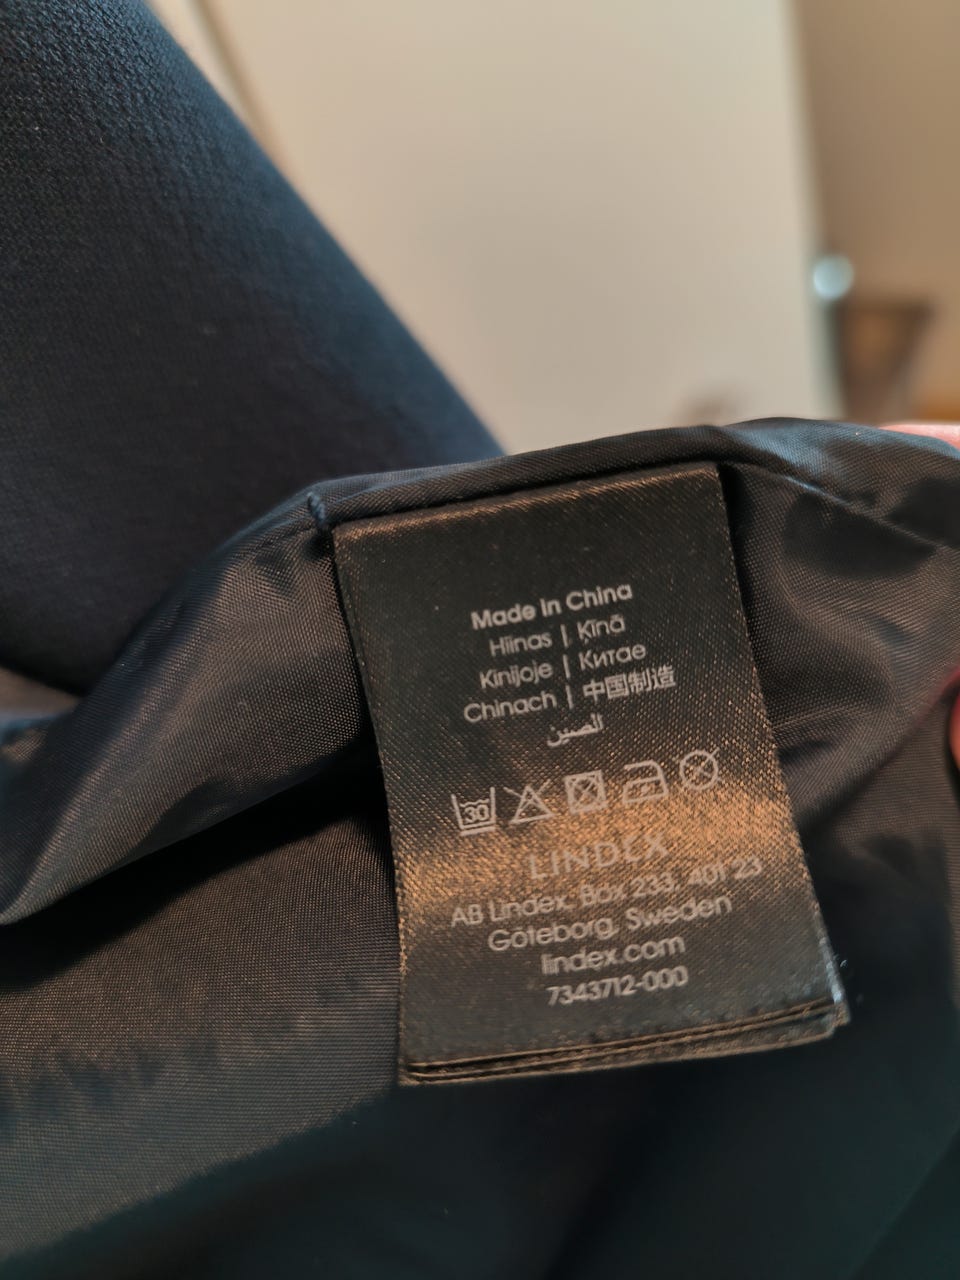 Made in China
Hiinas | Ķīnā
Kinijoje | Китае
Chinach | 中国制造
الصين
30
LINDEX
AB Lindex, Box 233, 401 23
Göteborg, Sweden
lindex.com
7343712-000